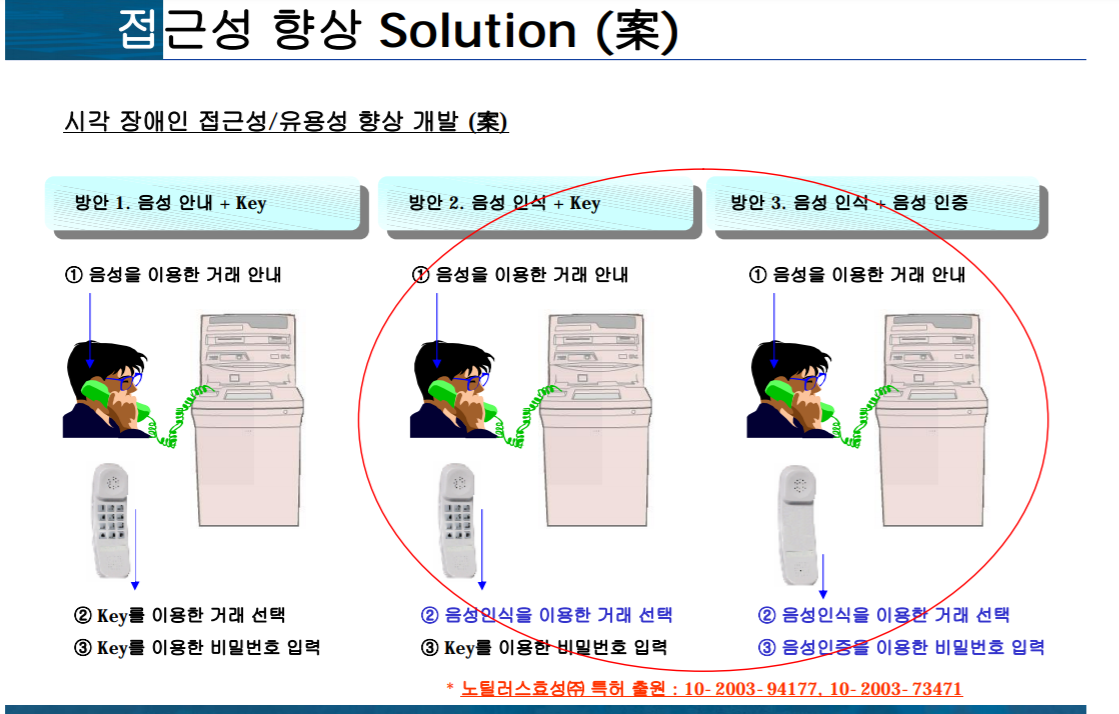 접근성 향상 Solution (案)
시각 장애인 접근성/유용성 향상 개발 (案)
방안 1. 음성 안내 + Key
방안 2. 음성 인식 + Key
방안 3. 음성 인식 + 음성 인증
① 음성을 이용한 거래 안내
① 음성을 이용한 거래 안내
① 음성을 이용한 거래 안내
② Key를 이용한 거래 선택
③ Key를 이용한 비밀번호 입력
② 음성인식을 이용한 거래 선택
③ Key를 이용한 비밀번호 입력
② 음성인식을 이용한 거래 선택
③ 음성인증을 이용한 비밀번호 입력
* 노틸러스효성㈜ 특허 출원 : 10- 2003- 94177, 10- 2003- 73471